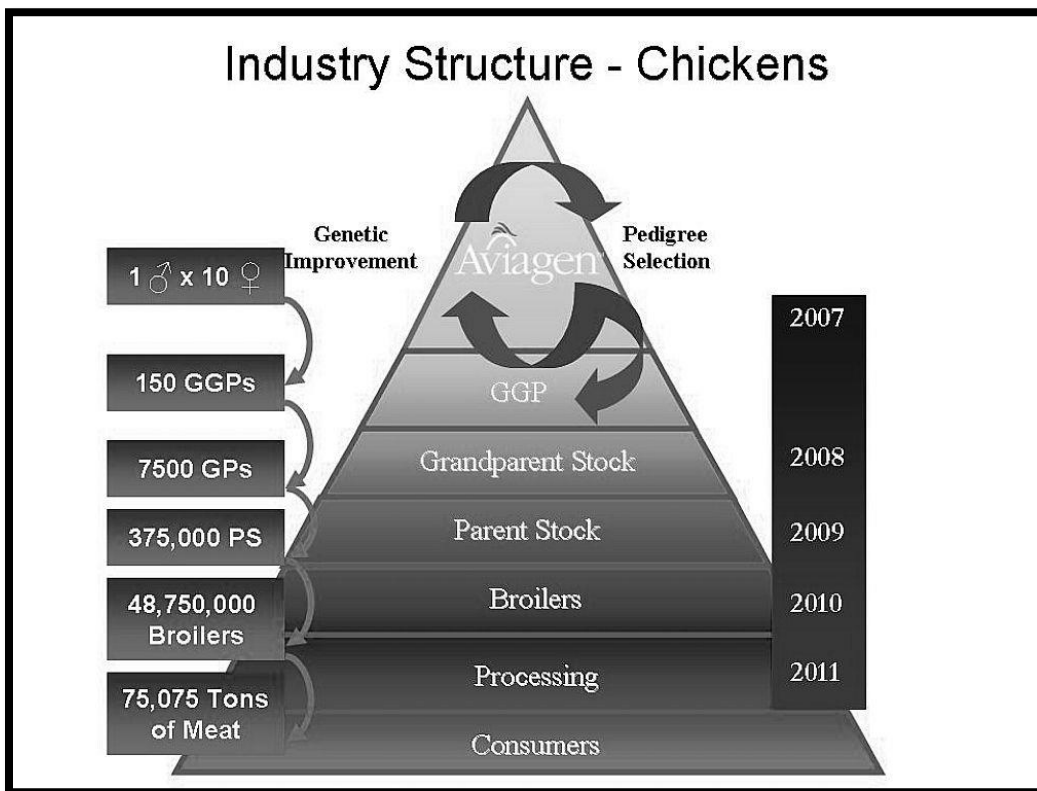 Industry Structure - Chickens
Genetic
Improvement
Aviagen
Pedigree
Selection
1 ♂ x 10 ♀
150 GGPs
7500 GPs
375,000 PS
48,750,000
Broilers
75,075 Tons
of Meat
GGP
Grandparent Stock
Parent Stock
Broilers
Processing
Consumers
2007
2008
2009
2010
2011